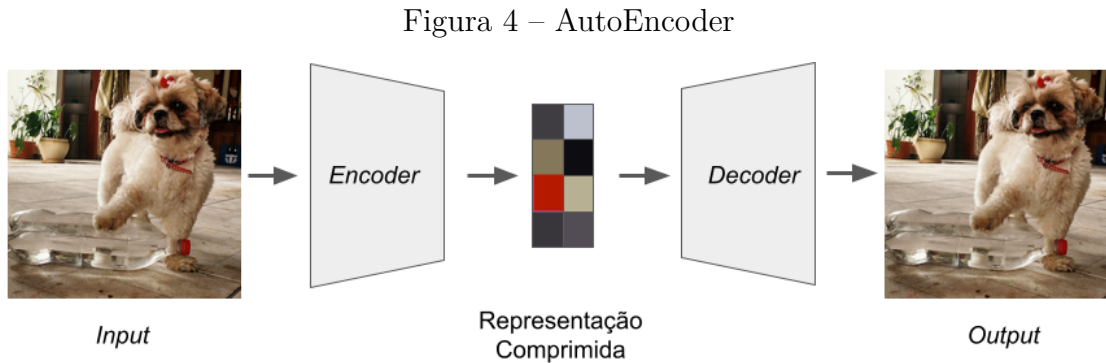 Figura 4 – AutoEncoder
Encoder
Decoder
Input
Representação
Comprimida
Output